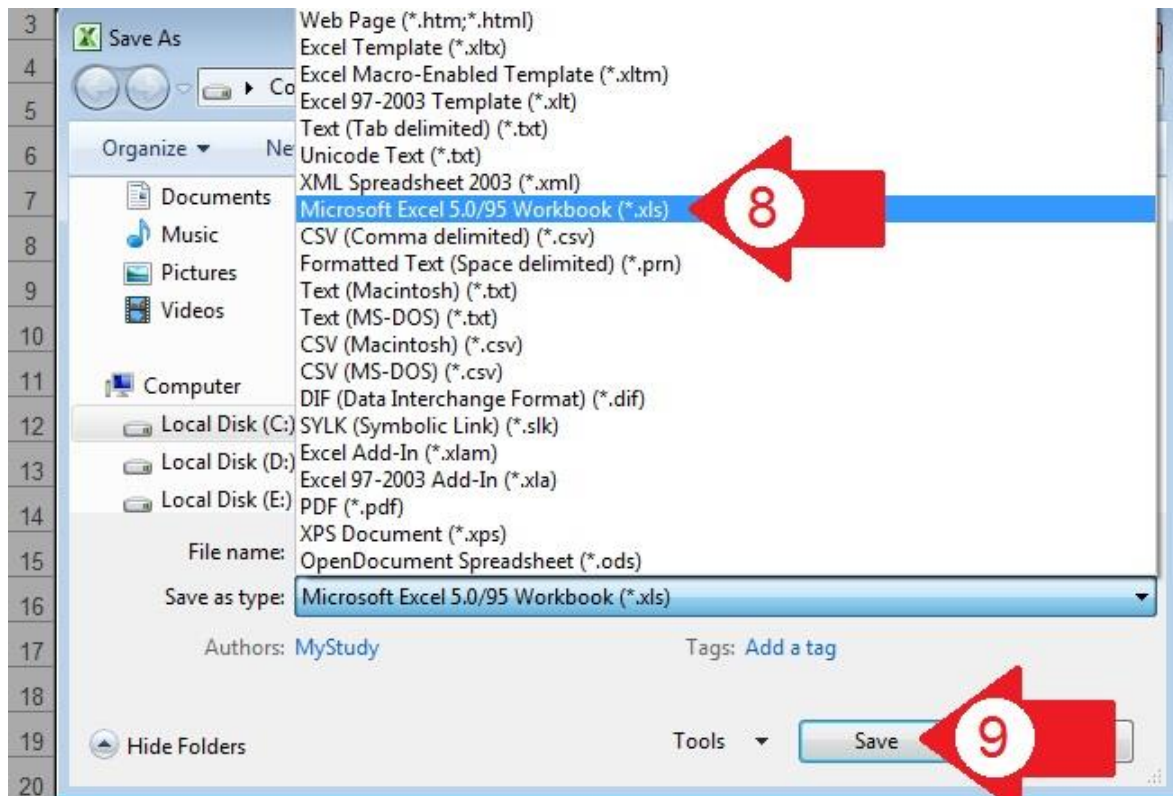 3
Save As
Web Page (*.htm;*.html)
Excel Template (*.xltx)
4
Excel Macro-Enabled Template (*.xltm)
Co
Excel 97-2003 Template (*.xlt)
5
Text (Tab delimited) (*.txt)
6
Organize
Ne
Unicode Text (*.txt)
XML Spreadsheet 2003 (*.xml)
7
Documents
Microsoft Excel 5.0/95 Workbook (*.xls)
8
8
Music
CSV (Comma delimited) (*.csv)
Formatted Text (Space delimited) (*.prn)
Pictures
9
Text (Macintosh) (*.txt)
Videos
Text (MS-DOS) (*.txt)
10
CSV (Macintosh) (*.csv)
CSV (MS-DOS) (*.csv)
11
Computer
DIF (Data Interchange Format) (*.dif)
12
Local Disk (C:)
SYLK (Symbolic Link) (*.slk)
Excel Add-In (*.xlam)
13
Local Disk (D:)
Excel 97-2003 Add-In (*.xla)
Local Disk (E:)
PDF (*.pdf)
14
XPS Document (*.xps)
15
File name:
OpenDocument Spreadsheet (*.ods)
16
Save as type: Microsoft Excel 5.0/95 Workbook (*.xls)
17
Authors: MyStudy
Tags: Add a tag
18
19
Hide Folders
Tools
Save
9
20